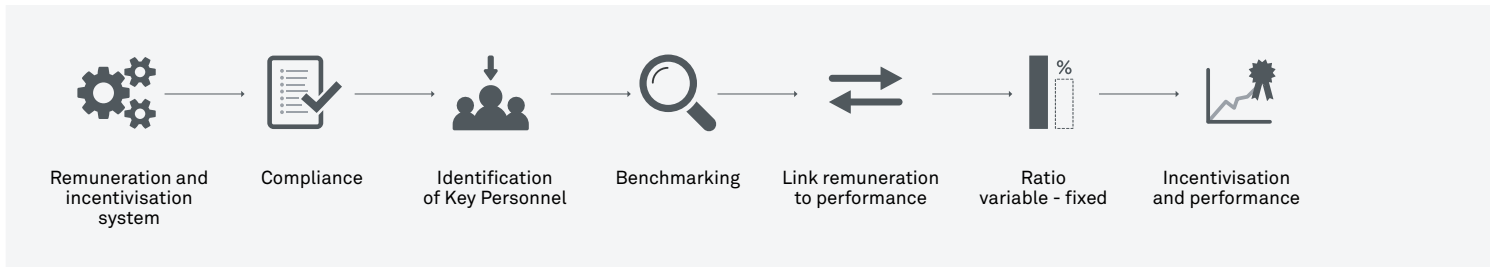 %
Remuneration and
incentivisation
system
Compliance
Identification
of Key Personnel
Benchmarking
Link remuneration
to performance
Ratio
variable - fixed
Incentivisation
and performance